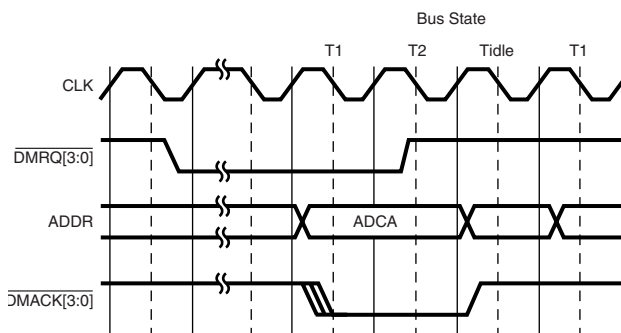 Bus State
T1 T2 Tidle T1
CLK
DMRQ[3:0]
ADDR ADCA
DMACK[3:0]